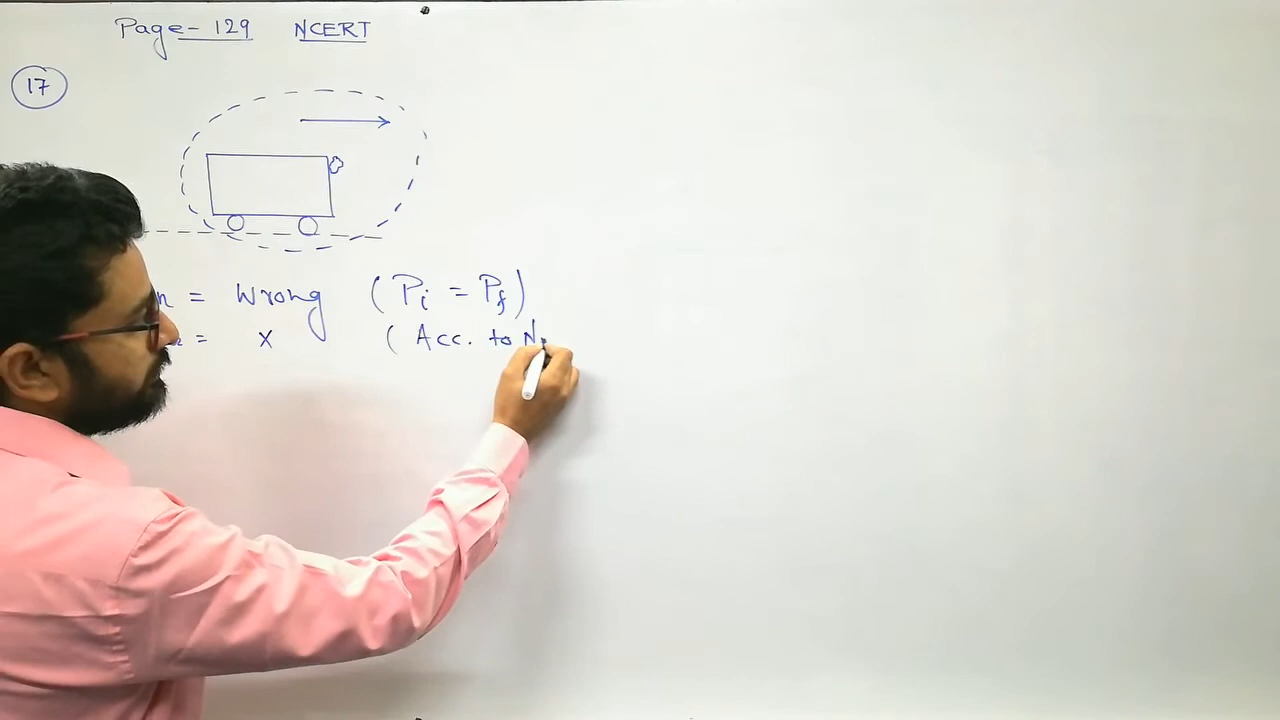 Page- 129 NCERT
17
n = Wrong (Pi = Pf)
= x ( Acc. to N